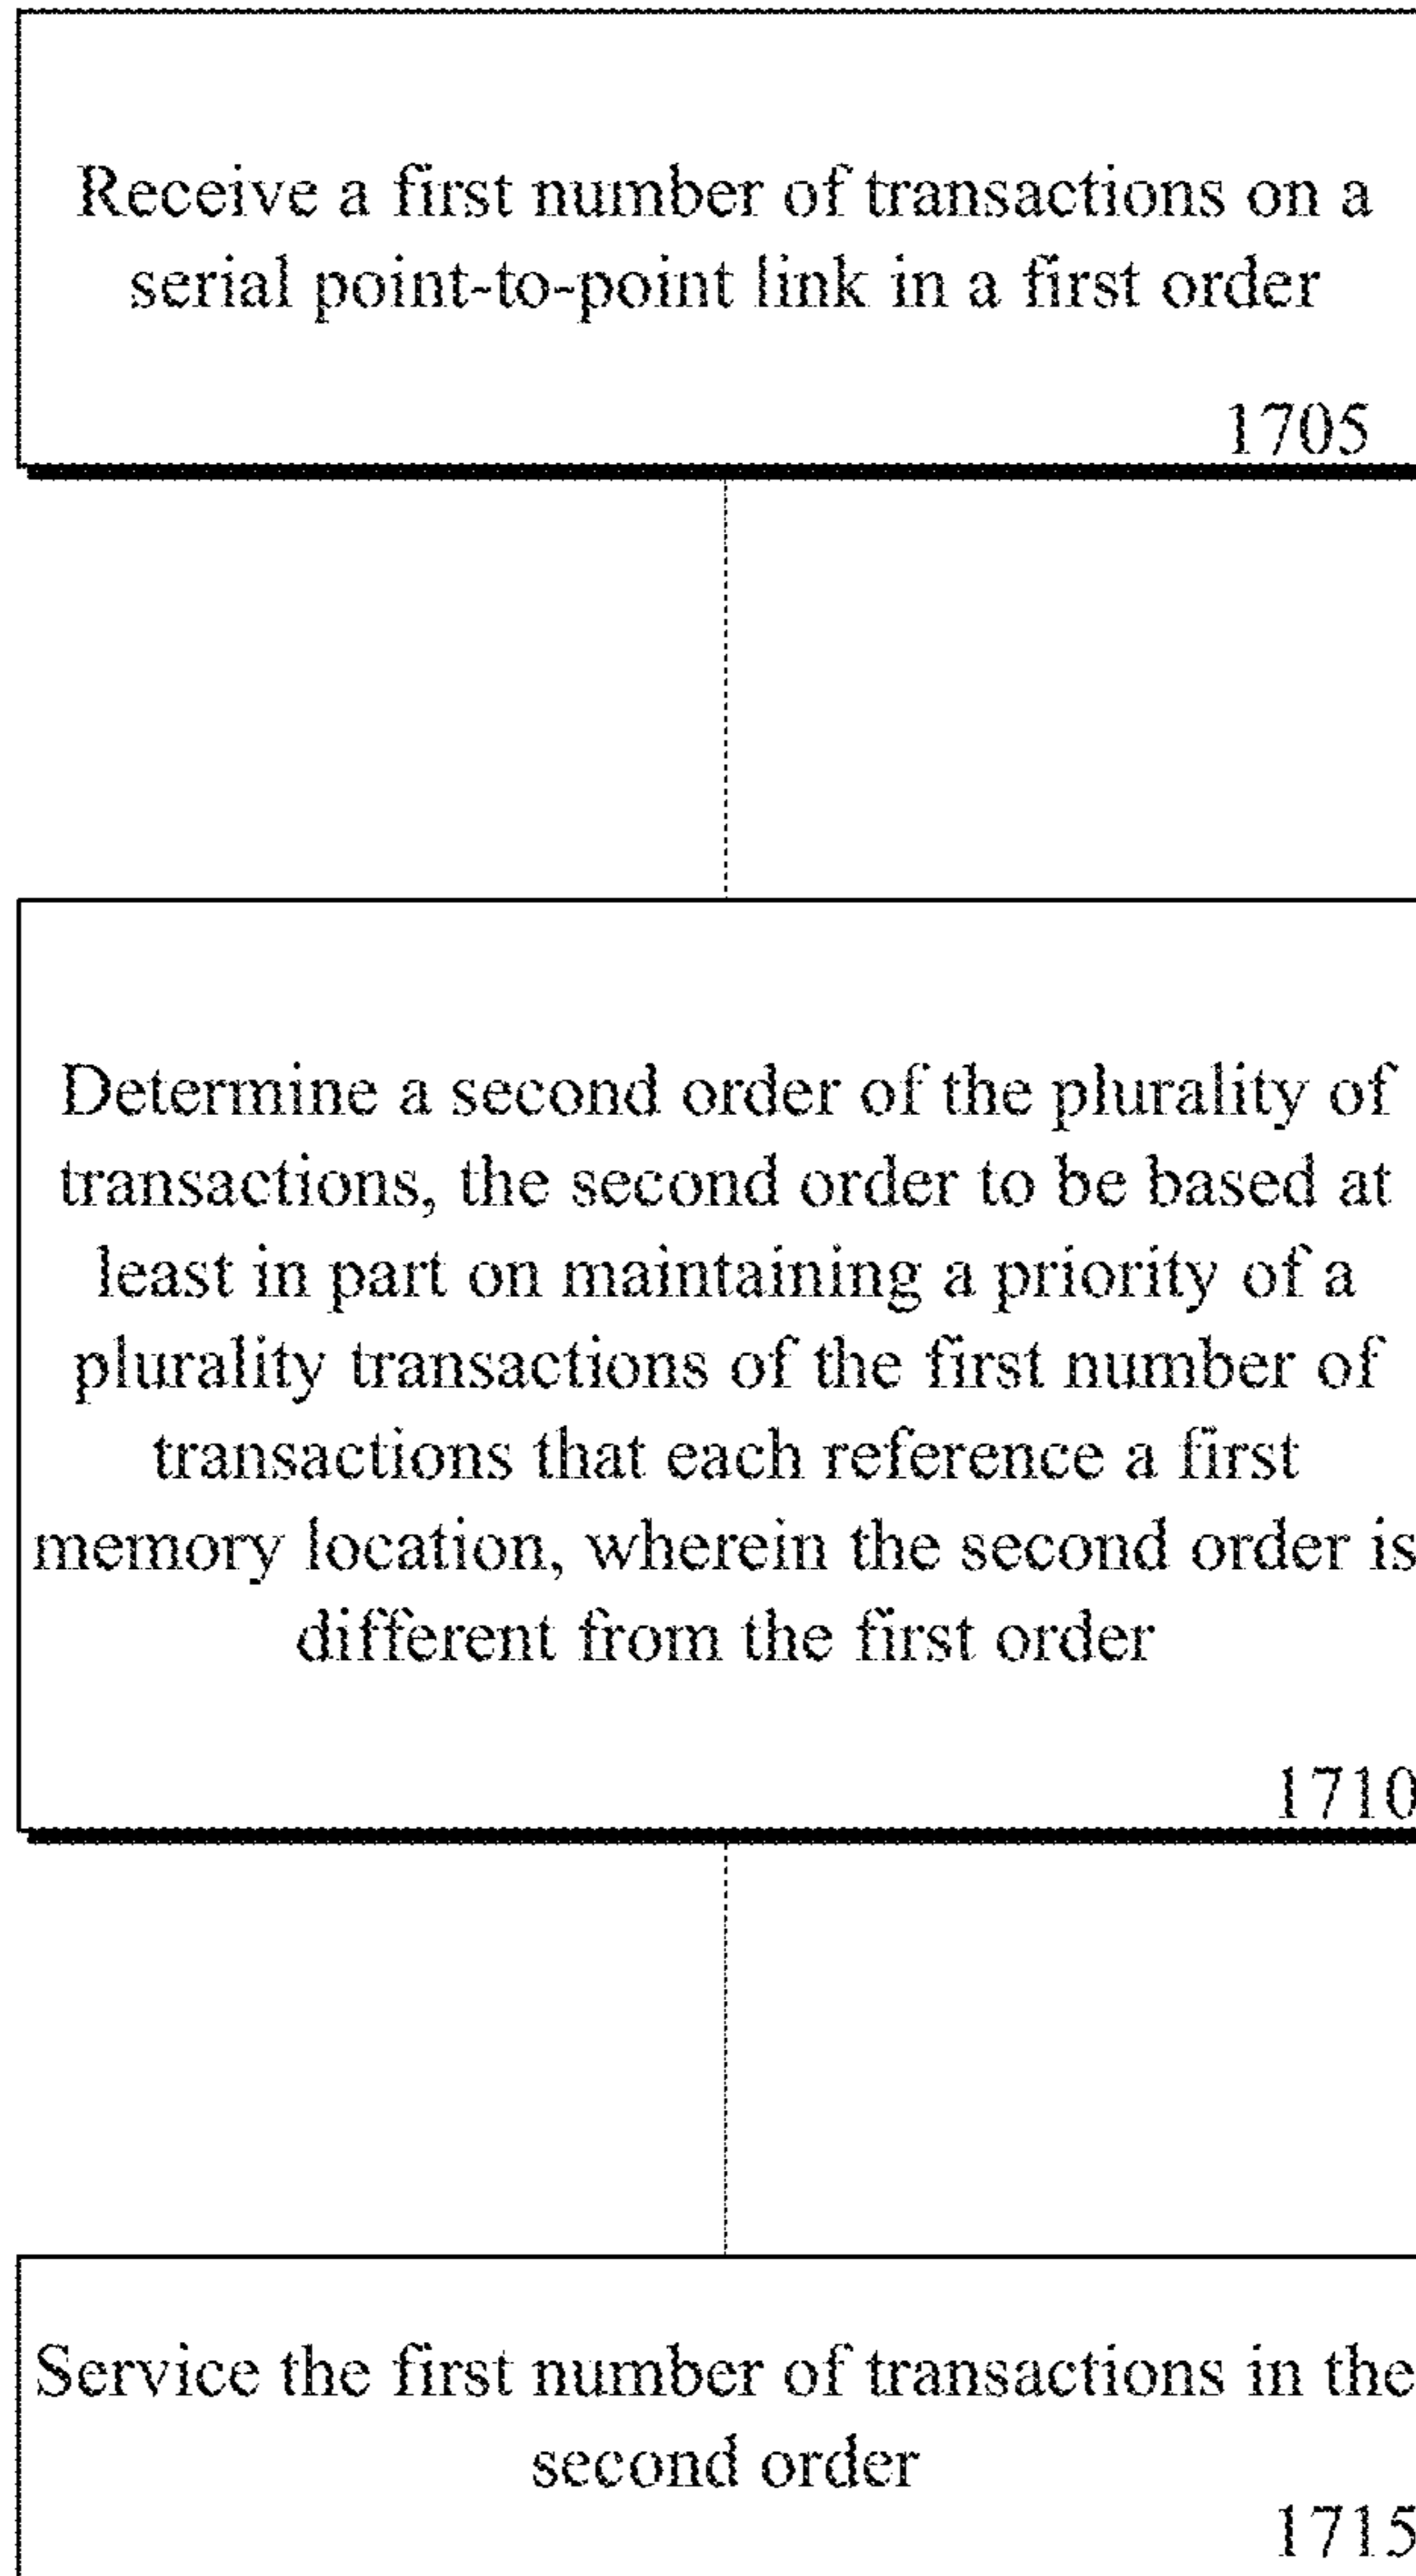 Receive a first number of transactions on a
serial point-to-point link in a first order
1705
Determine a second order of the plurality of
transactions, the second order to be based at
least in part on maintaining a priority of a
plurality transactions of the first number of
transactions that each reference a first
memory location, wherein the second order is
different from the first order
1710
Service the first number of transactions in the
second order
1715